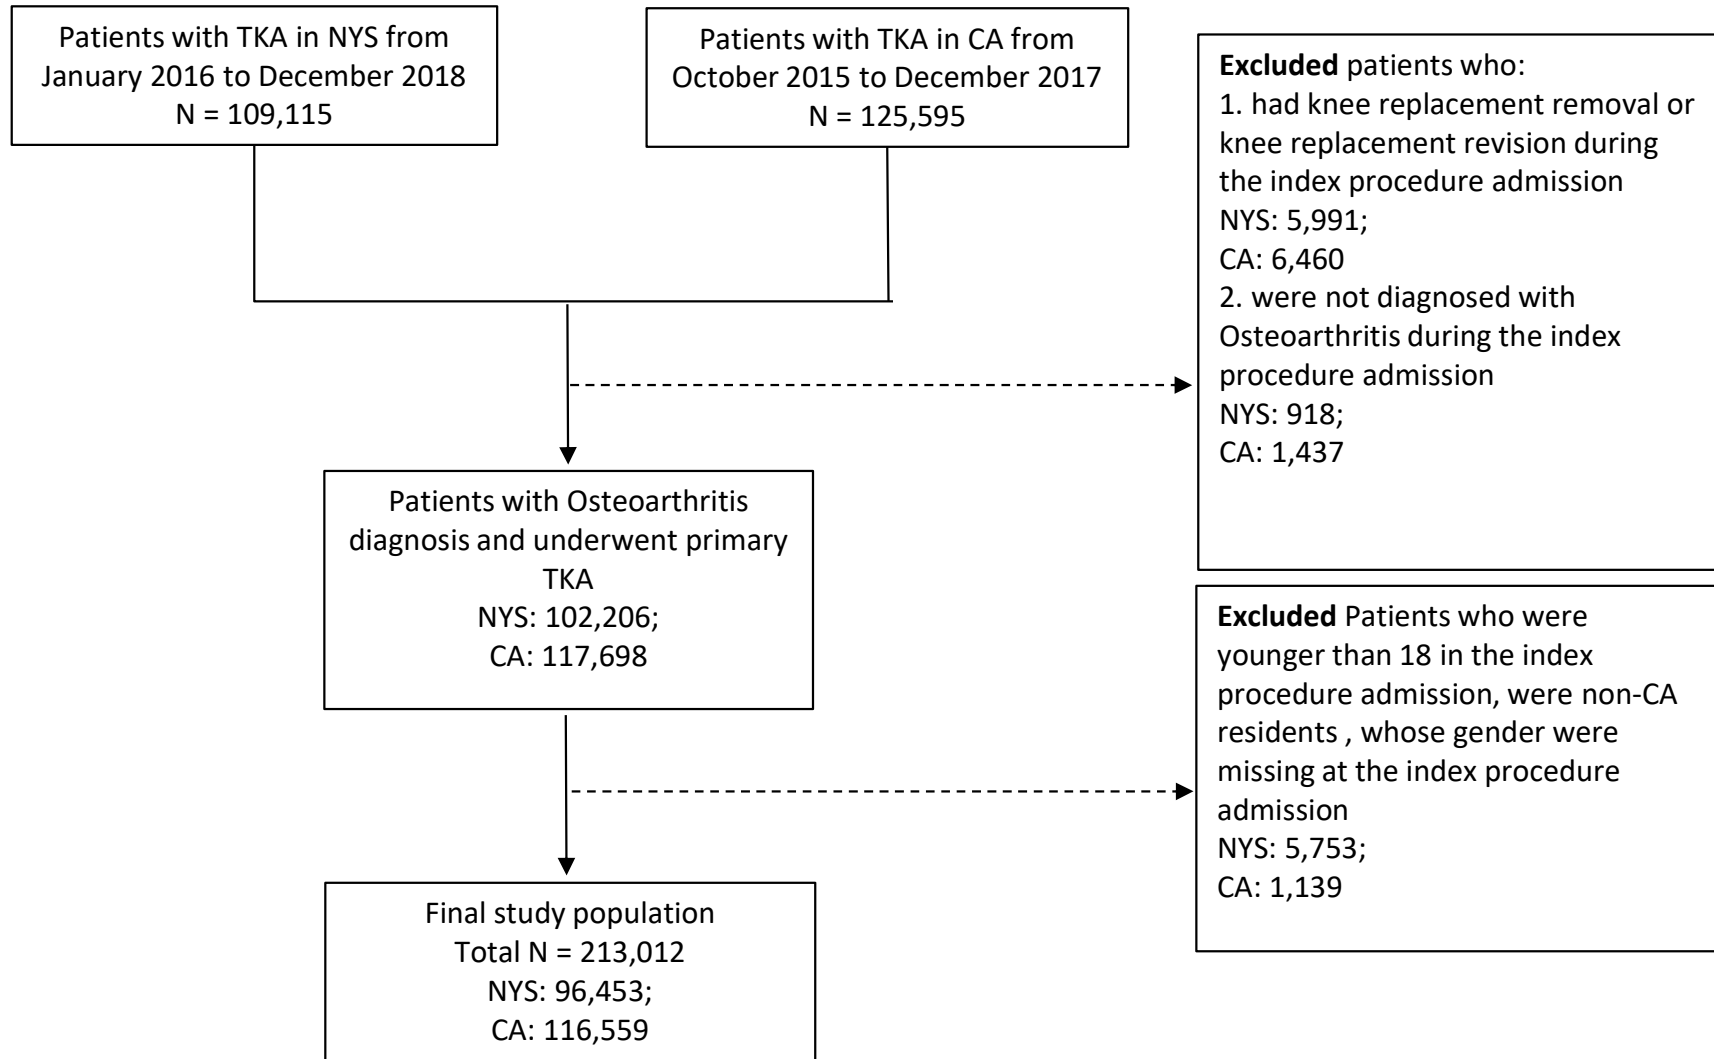 Patients with TKA in NYS from
January 2016 to December 2018
N = 109,115
Patients with TKA in CA from
October 2015 to December 2017
N = 125,595
Excluded patients who:
1. had knee replacement removal or
knee replacement revision during
the index procedure admission
NYS: 5,991;
CA: 6,460
2. were not diagnosed with
Osteoarthritis during the index
procedure admission
NYS: 918;
CA: 1,437
Patients with Osteoarthritis
diagnosis and underwent primary
TKA
NYS: 102,206;
CA: 117,698
Excluded Patients who were
younger than 18 in the index
procedure admission, were non-CA
residents , whose gender were
missing at the index procedure
admission
NYS: 5,753;
CA: 1,139
Final study population
Total N = 213,012
NYS: 96,453;
CA: 116,559